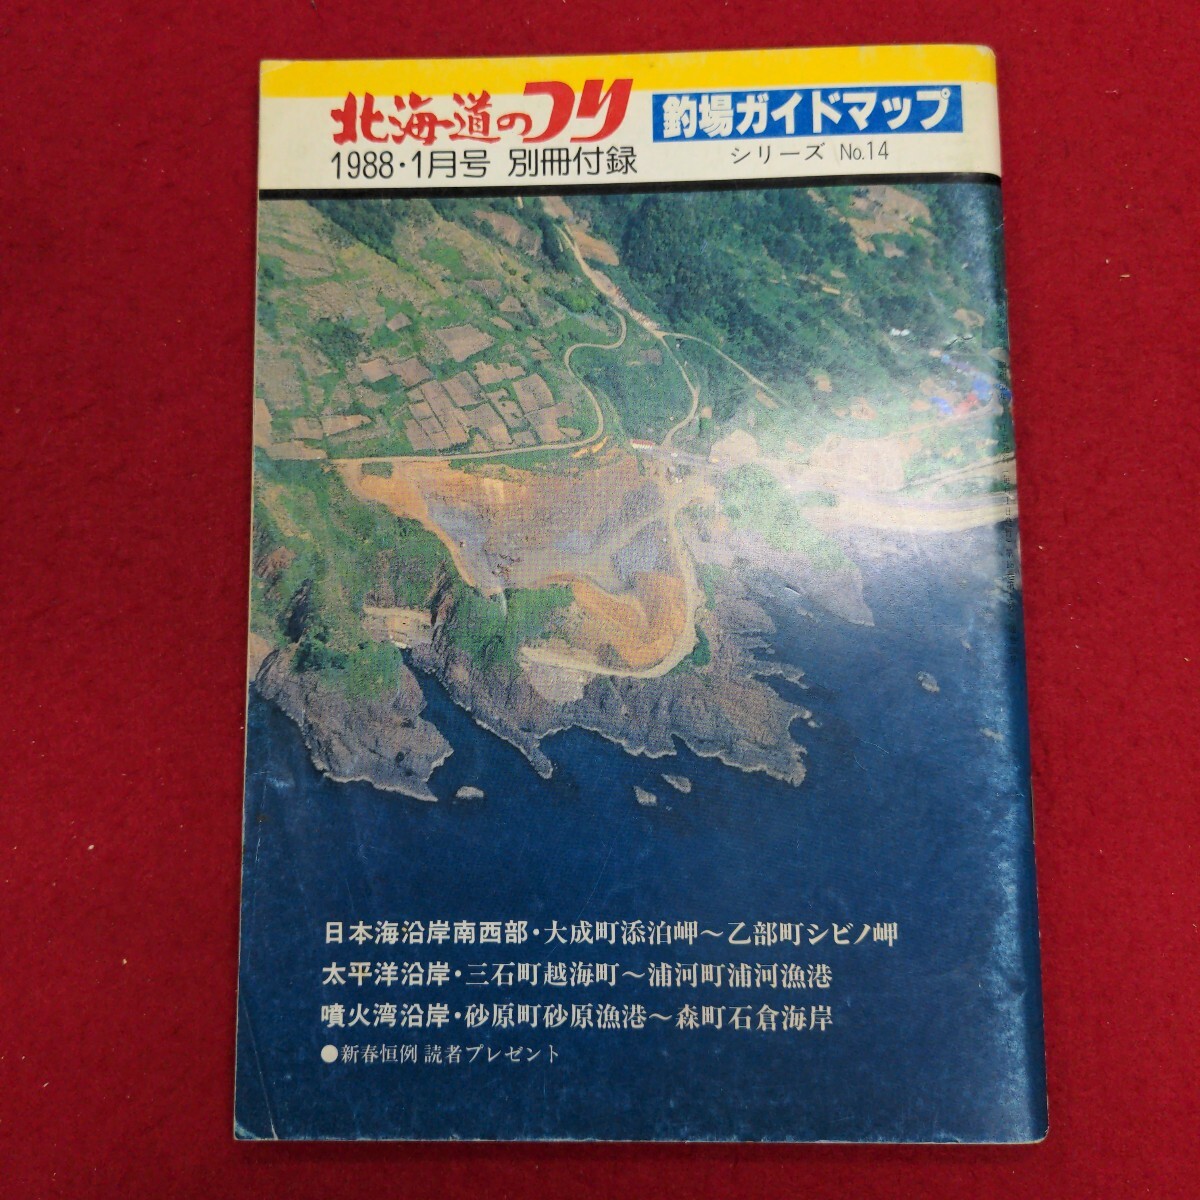 北海道のつり
釣場ガイドマップ
1988・1月号 別冊付録
シリーズ No.14
日本海沿岸南西部・大成町添泊岬～乙部町シビノ岬
太平洋沿岸・三石町越海町～浦河町浦河漁港
噴火湾沿岸・砂原町砂原漁港～森町石倉海岸
●新春恒例 読者プレゼント